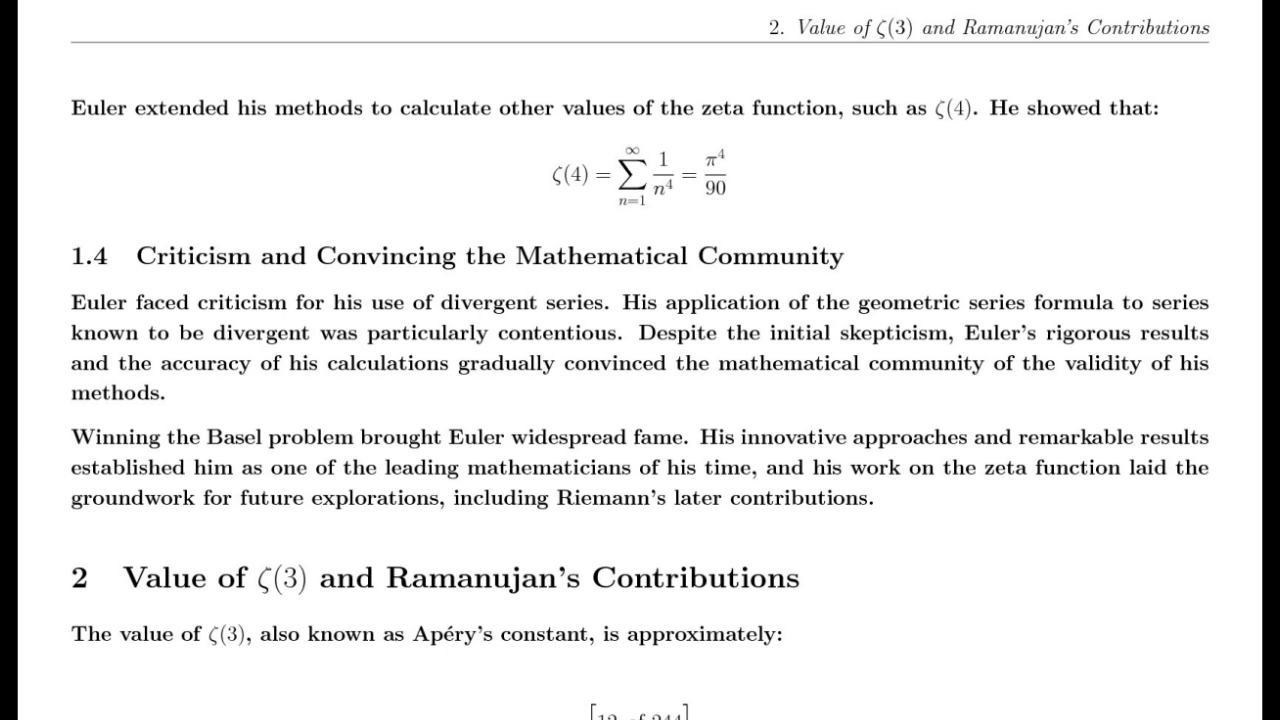 2. Value of ζ(3) and Ramanujan's Contributions
Euler extended his methods to calculate other values of the zeta function, such as ζ(4). He showed that:
ζ(4) = ∑_{n=1}^{∞} 1/n⁴ = π⁴/90
1.4 Criticism and Convincing the Mathematical Community
Euler faced criticism for his use of divergent series. His application of the geometric series formula to series
known to be divergent was particularly contentious. Despite the initial skepticism, Euler's rigorous results
and the accuracy of his calculations gradually convinced the mathematical community of the validity of his
methods.
Winning the Basel problem brought Euler widespread fame. His innovative approaches and remarkable results
established him as one of the leading mathematicians of his time, and his work on the zeta function laid the
groundwork for future explorations, including Riemann's later contributions.
2 Value of ζ(3) and Ramanujan's Contributions
The value of ζ(3), also known as Apéry's constant, is approximately: